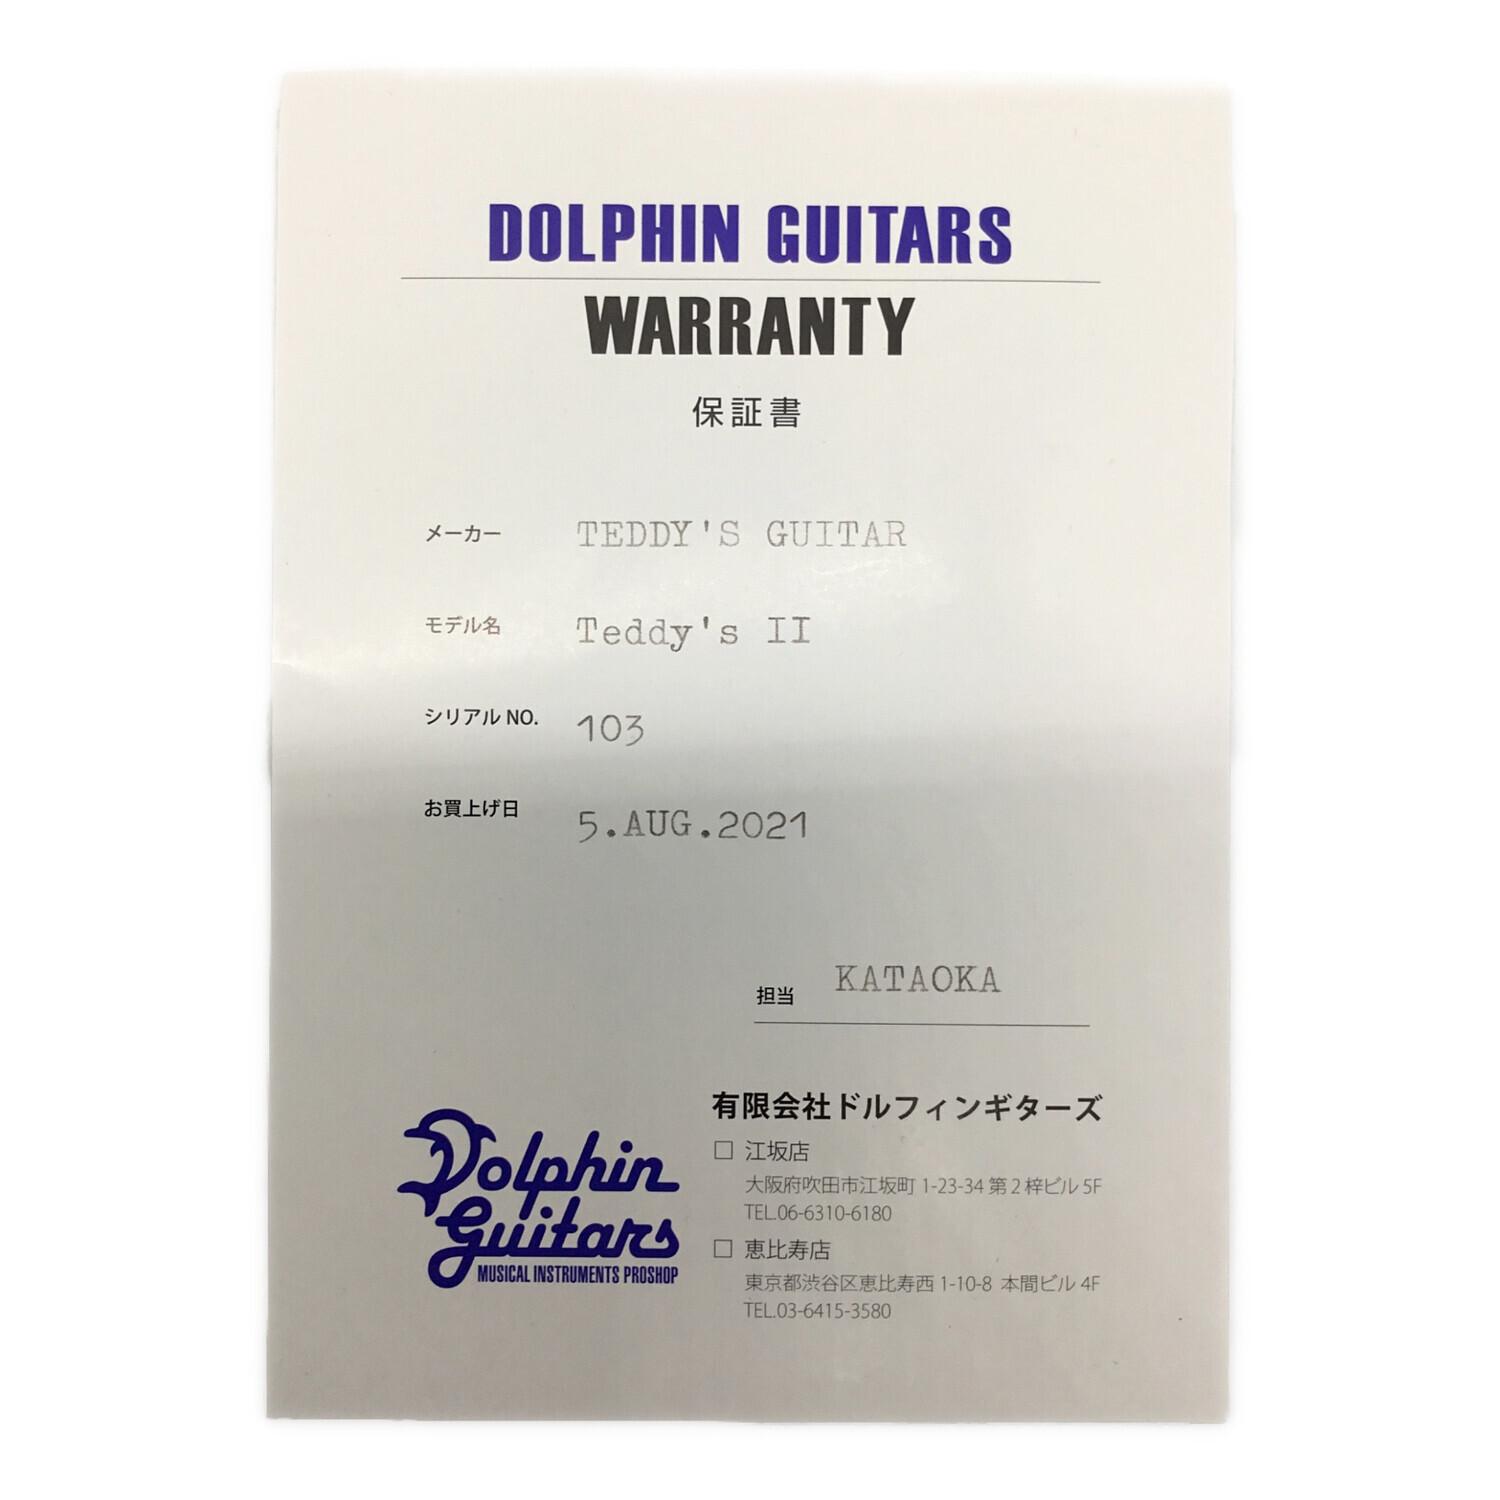 DOLPHIN GUITARS
WARRANTY
保証書
メーカー TEDDY'S GUITAR
モデル名 Teddy's II
シリアル NO. 103
お買上げ日 5.AUG.2021
担当 KATAOKA
Dolphin
Guitars
MUSICAL INSTRUMENTS PROSHOP
有限会社ドルフィンギターズ
□ 江坂店
大阪府吹田市江坂町 1-23-34 第2梓ビル 5F
TEL.06-6310-6180
□ 恵比寿店
東京都渋谷区恵比寿西 1-10-8 本間ビル 4F
TEL.03-6415-3580